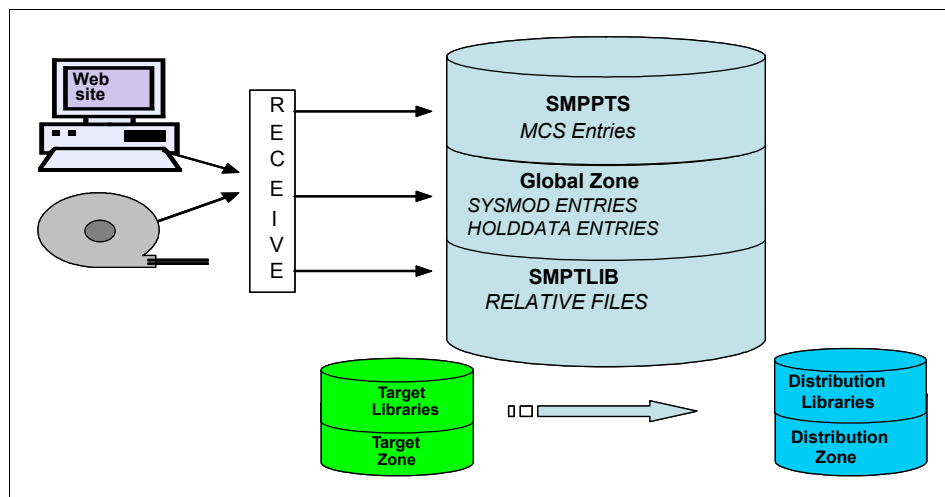 Web
site
R
E
C
E
I
V
E
SMPPTS
MCS Entries
Global Zone
SYSMOD ENTRIES
HOLDDATA ENTRIES
SMPTLIB
RELATIVE FILES
Target
Libraries
Target
Zone
Distribution
Libraries
Distribution
Zone